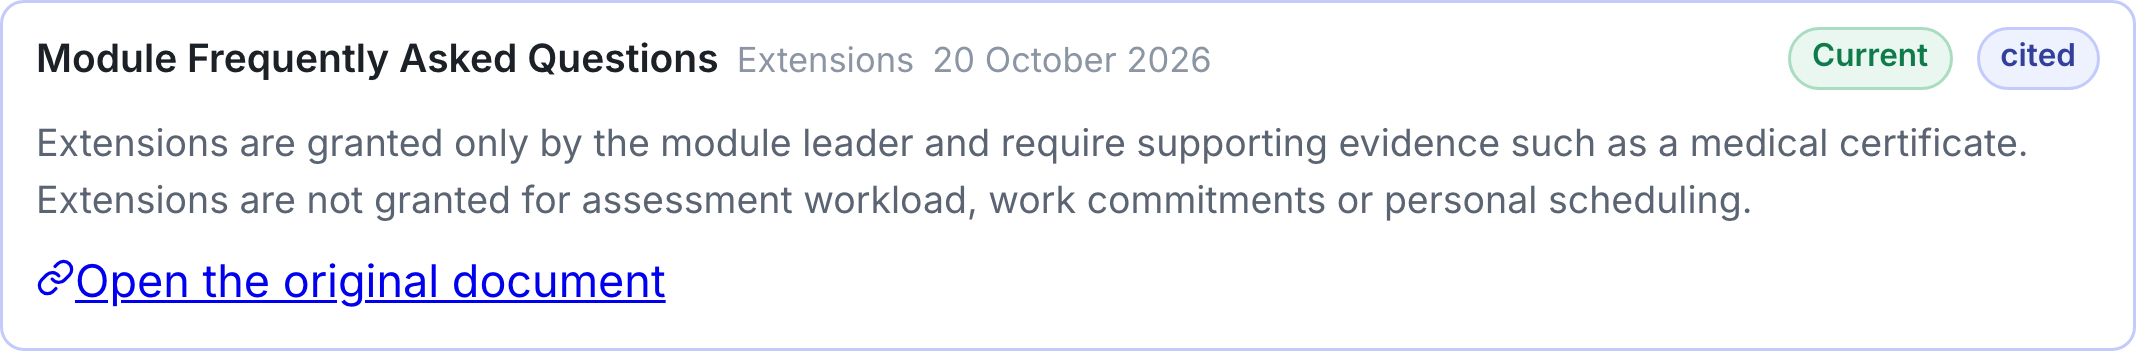 Module Frequently Asked Questions Extensions 20 October 2026 Current cited
Extensions are granted only by the module leader and require supporting evidence such as a medical certificate.
Extensions are not granted for assessment workload, work commitments or personal scheduling.
Open the original document